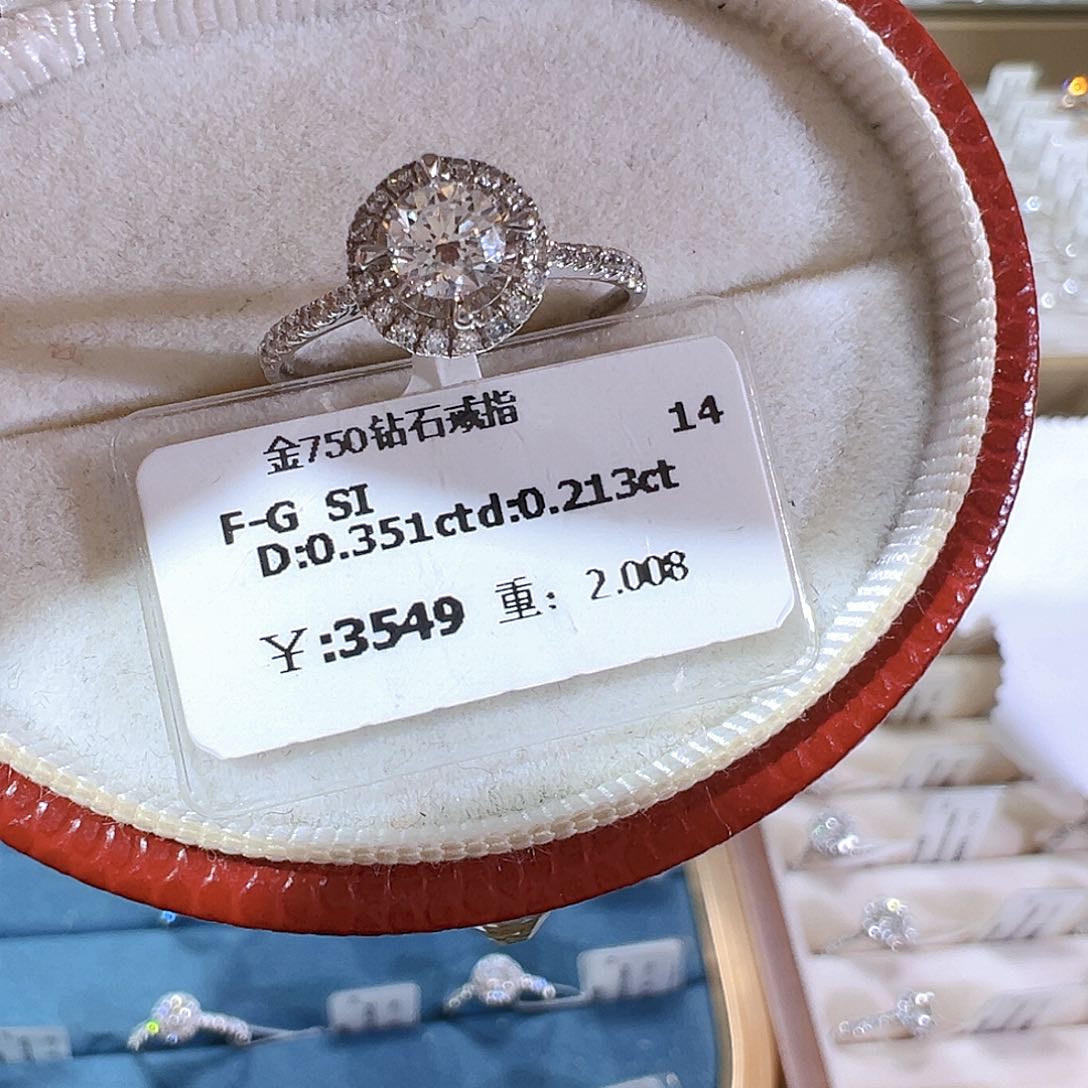 金750钻石戒指 14
F-G SI
D:0.351ctd:0.213ct
￥:3549 重: 2.008